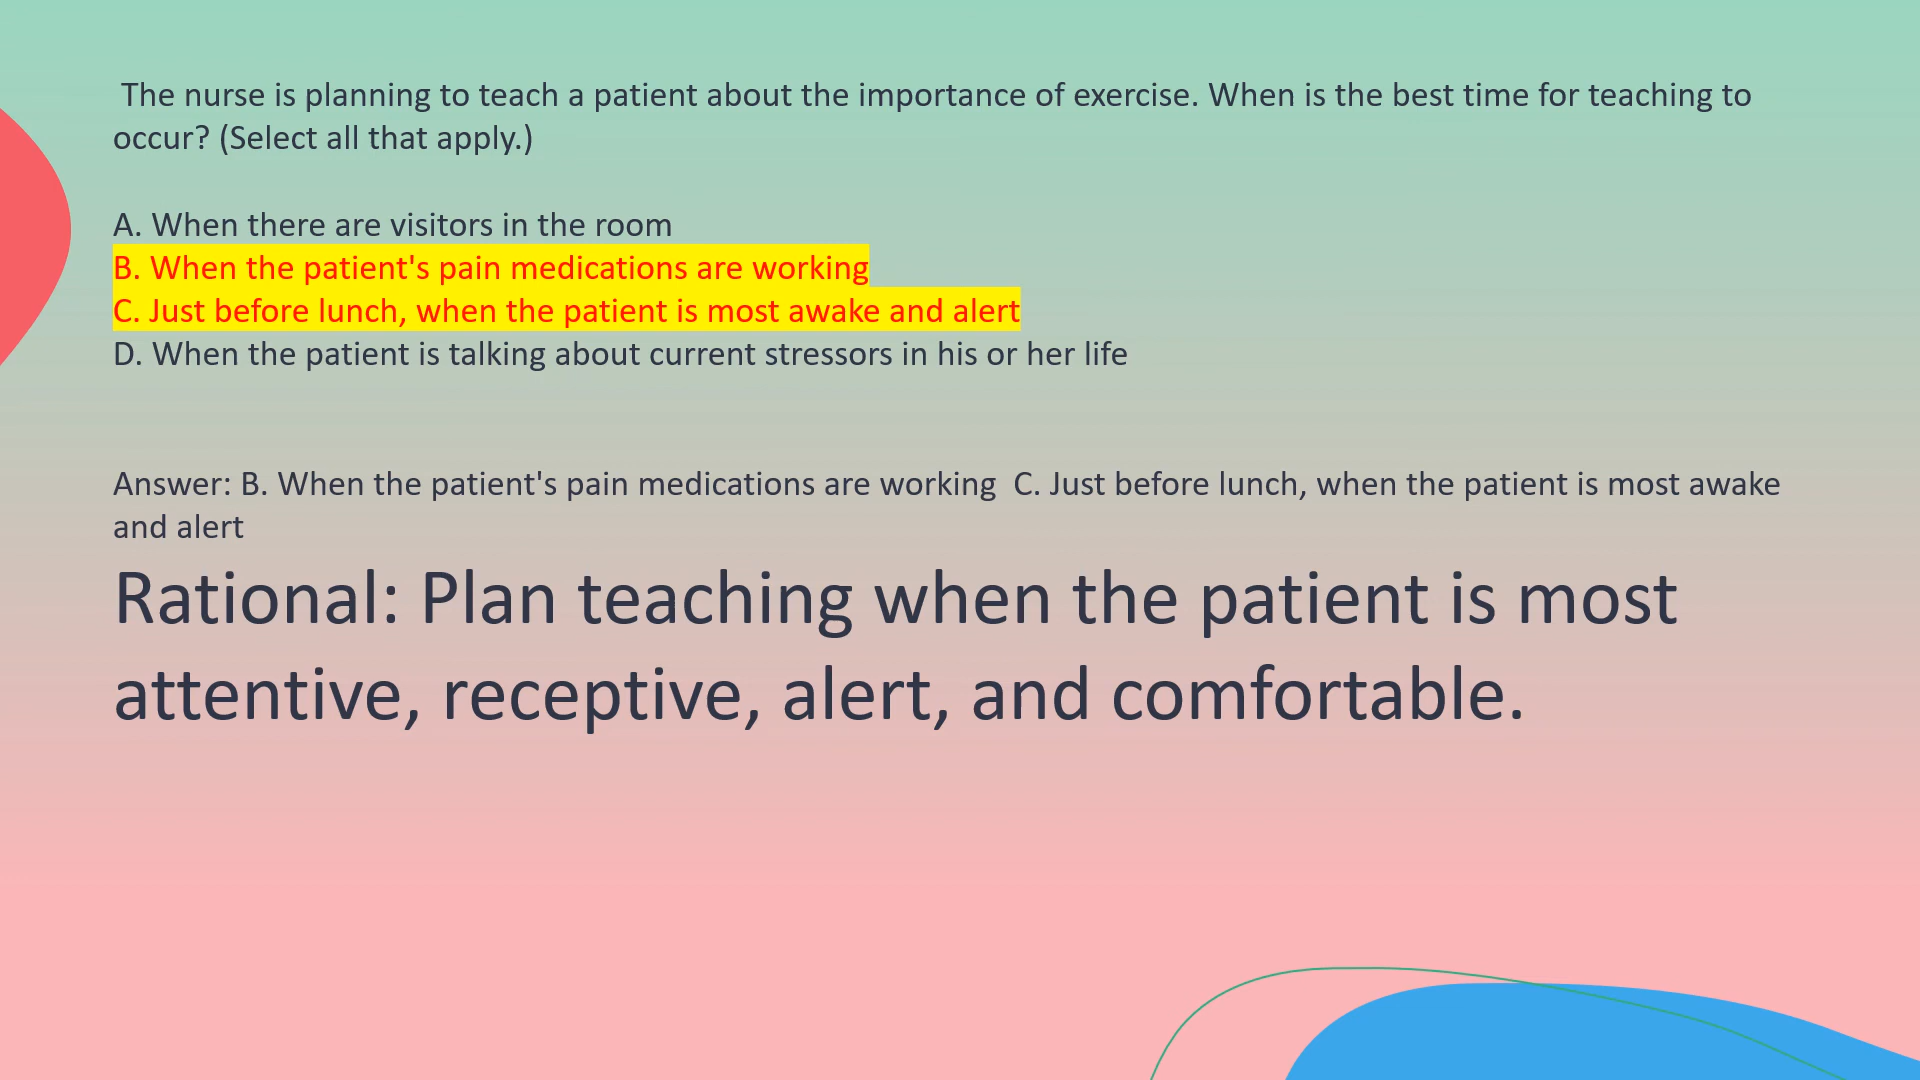 The nurse is planning to teach a patient about the importance of exercise. When is the best time for teaching to
occur? (Select all that apply.)
A. When there are visitors in the room
B. When the patient's pain medications are working
C. Just before lunch, when the patient is most awake and alert
D. When the patient is talking about current stressors in his or her life
Answer: B. When the patient's pain medications are working  C. Just before lunch, when the patient is most awake
and alert
Rational: Plan teaching when the patient is most
attentive, receptive, alert, and comfortable.